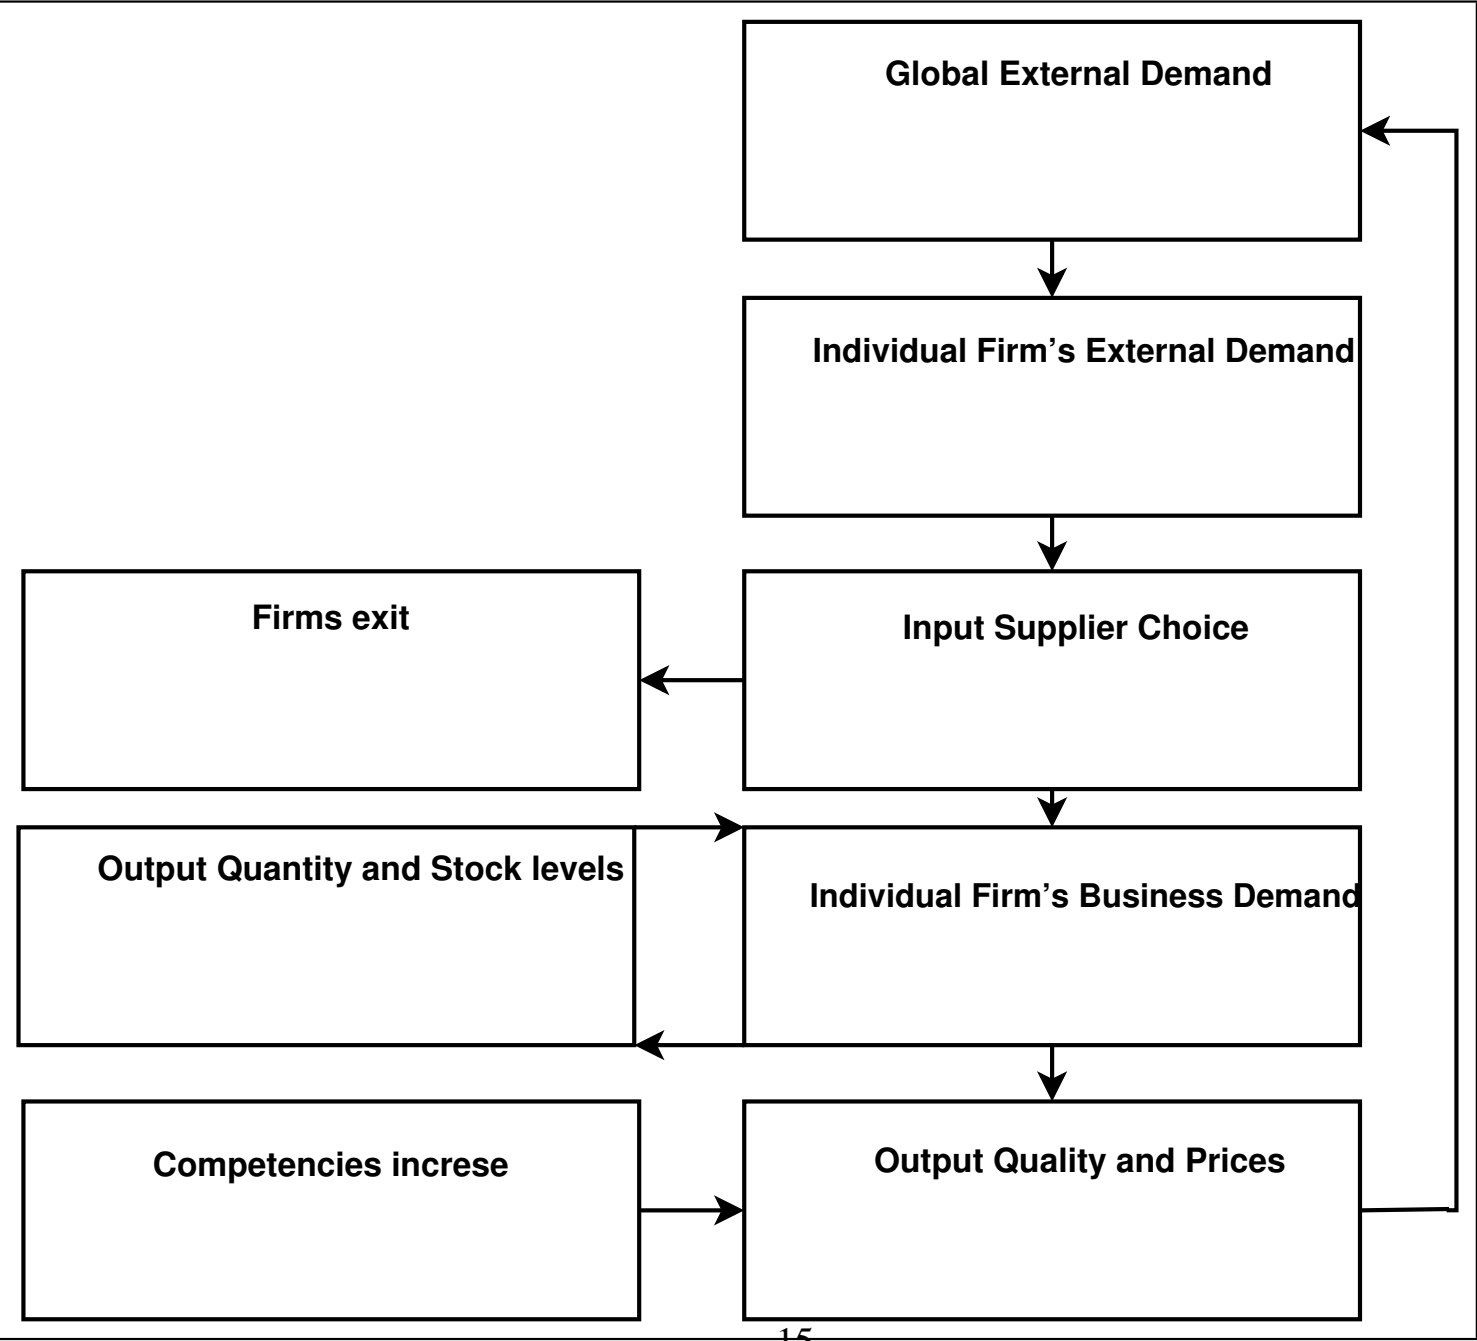 Global External Demand
Individual Firm’s External Demand
Firms exit
Input Supplier Choice
Output Quantity and Stock levels
Individual Firm’s Business Demand
Competencies increse
Output Quality and Prices
15